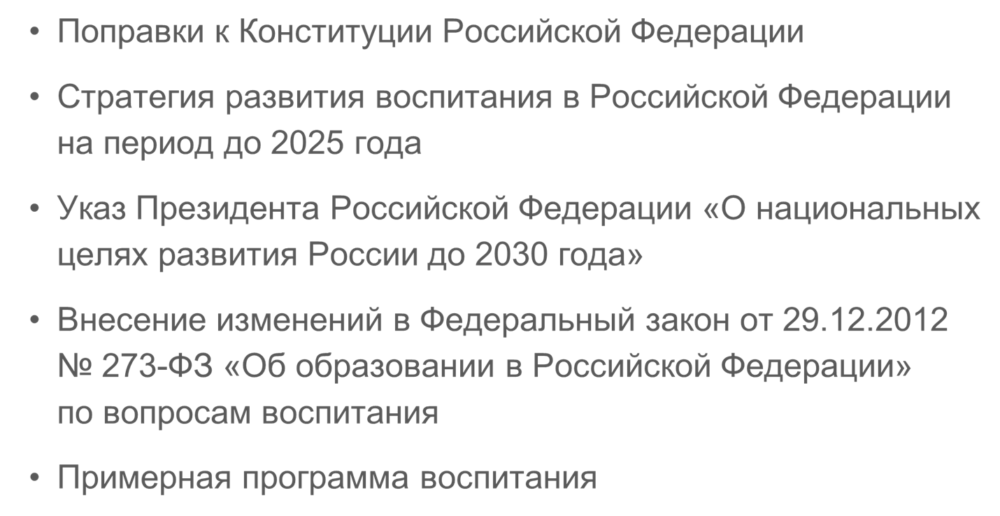 • Поправки к Конституции Российской Федерации
• Стратегия развития воспитания в Российской Федерации
на период до 2025 года
• Указ Президента Российской Федерации «О национальных
целях развития России до 2030 года»
• Внесение изменений в Федеральный закон от 29.12.2012
№ 273-ФЗ «Об образовании в Российской Федерации»
по вопросам воспитания
• Примерная программа воспитания